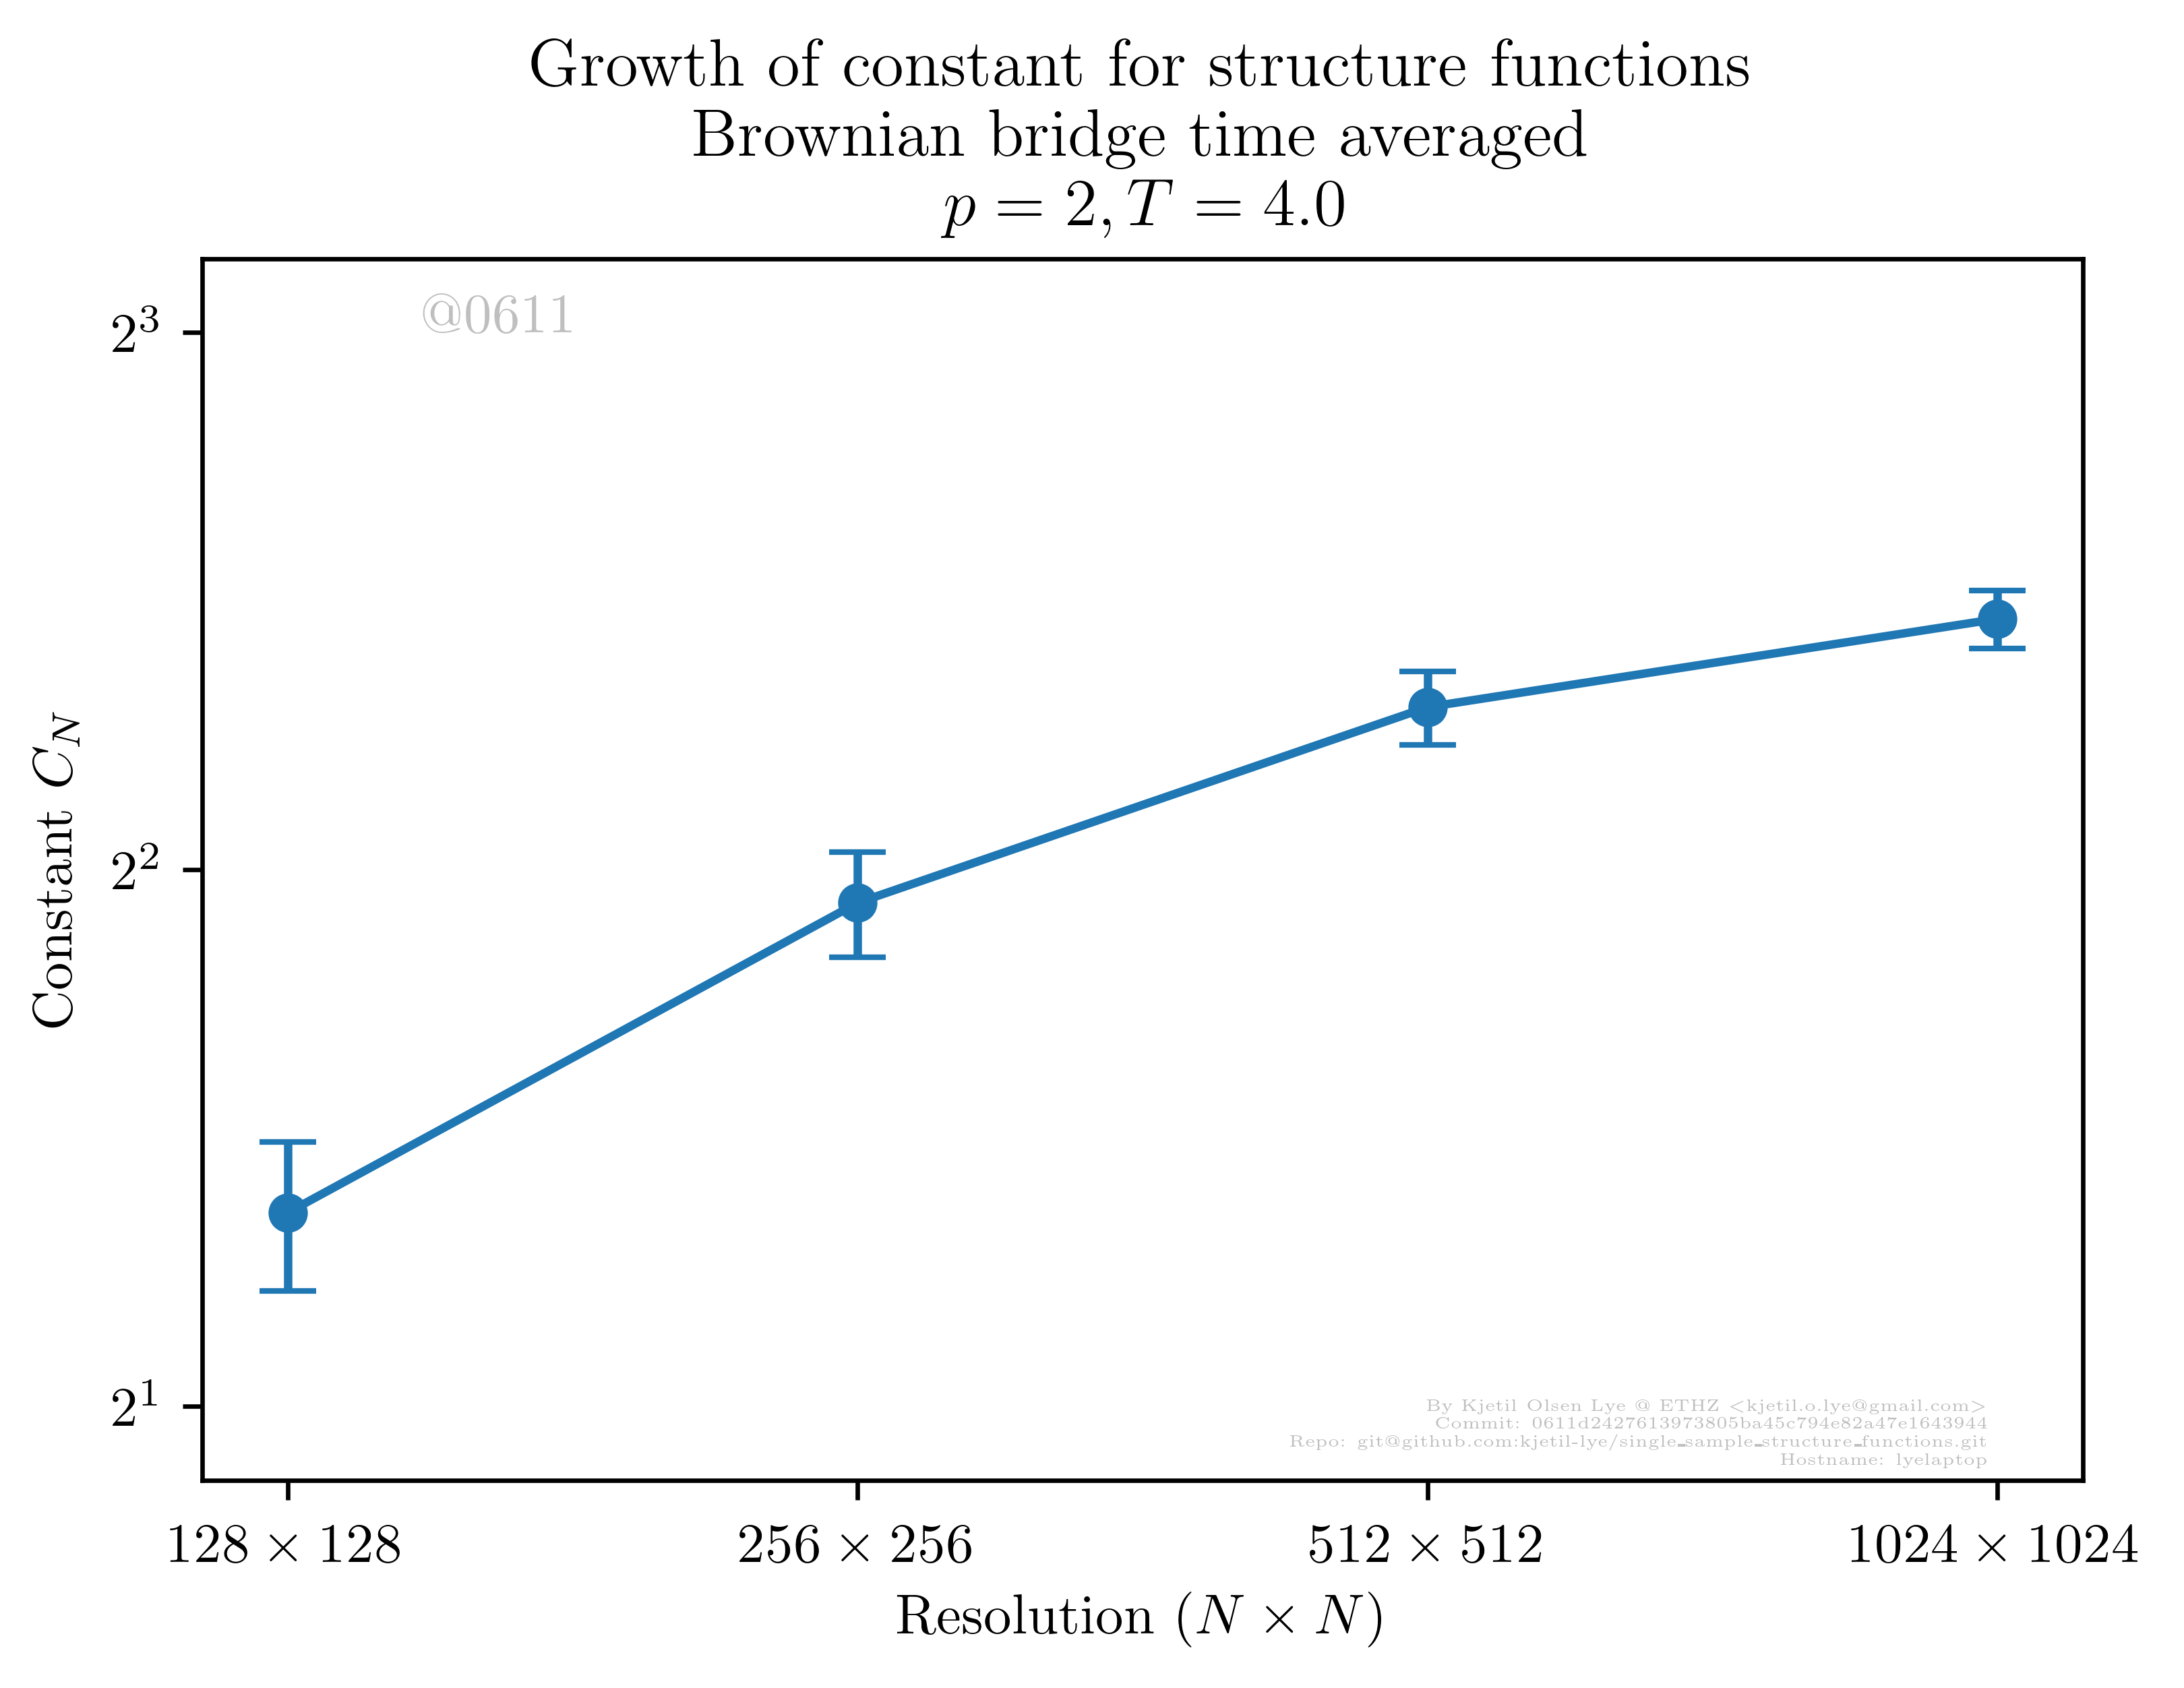 Growth of constant for structure functions
Brownian bridge time averaged
p = 2, T = 4.0
@0611
2³
2²
2¹
Constant C_N
By Kjetil Olsen Lye @ ETHZ <kjetil.o.lye@gmail.com>
Commit: 0611d2427613973805ba45c794e82a47e1643944
Repo: git@github.com:kjetil-lye/single_sample_structure_functions.git
Hostname: lyelaptop
128 × 128 256 × 256 512 × 512 1024 × 1024
Resolution (N × N)